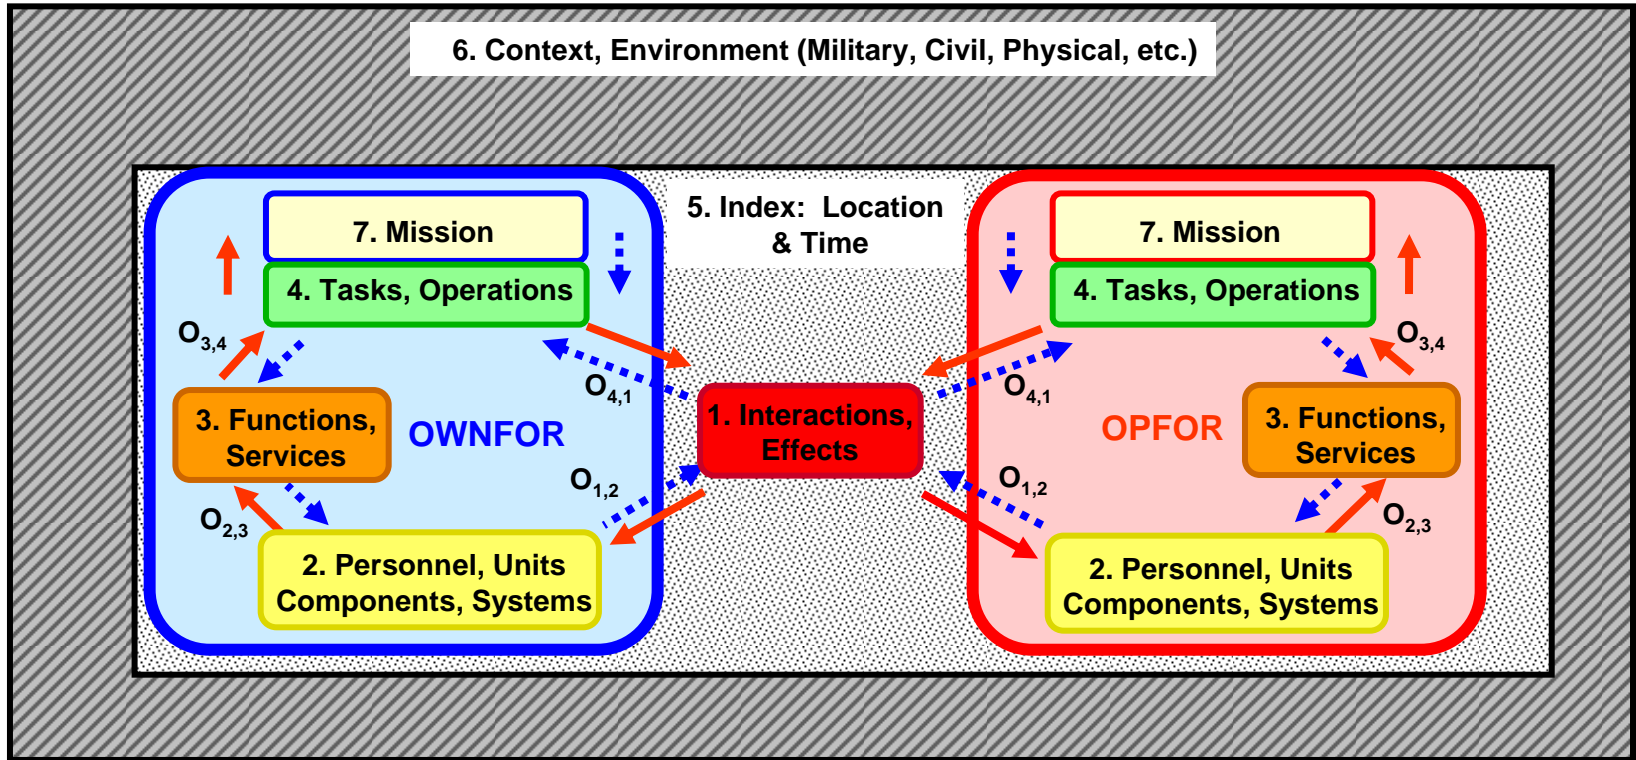 6. Context, Environment (Military, Civil, Physical, etc.)
7. Mission
4. Tasks, Operations
O3,4
O4,1
3. Functions,
Services
OWNFOR
O1,2
O2,3
2. Personnel, Units
Components, Systems
5. Index: Location
& Time
1. Interactions,
Effects
7. Mission
4. Tasks, Operations
O3,4
O4,1
OPFOR
3. Functions,
Services
O1,2
O2,3
2. Personnel, Units
Components, Systems